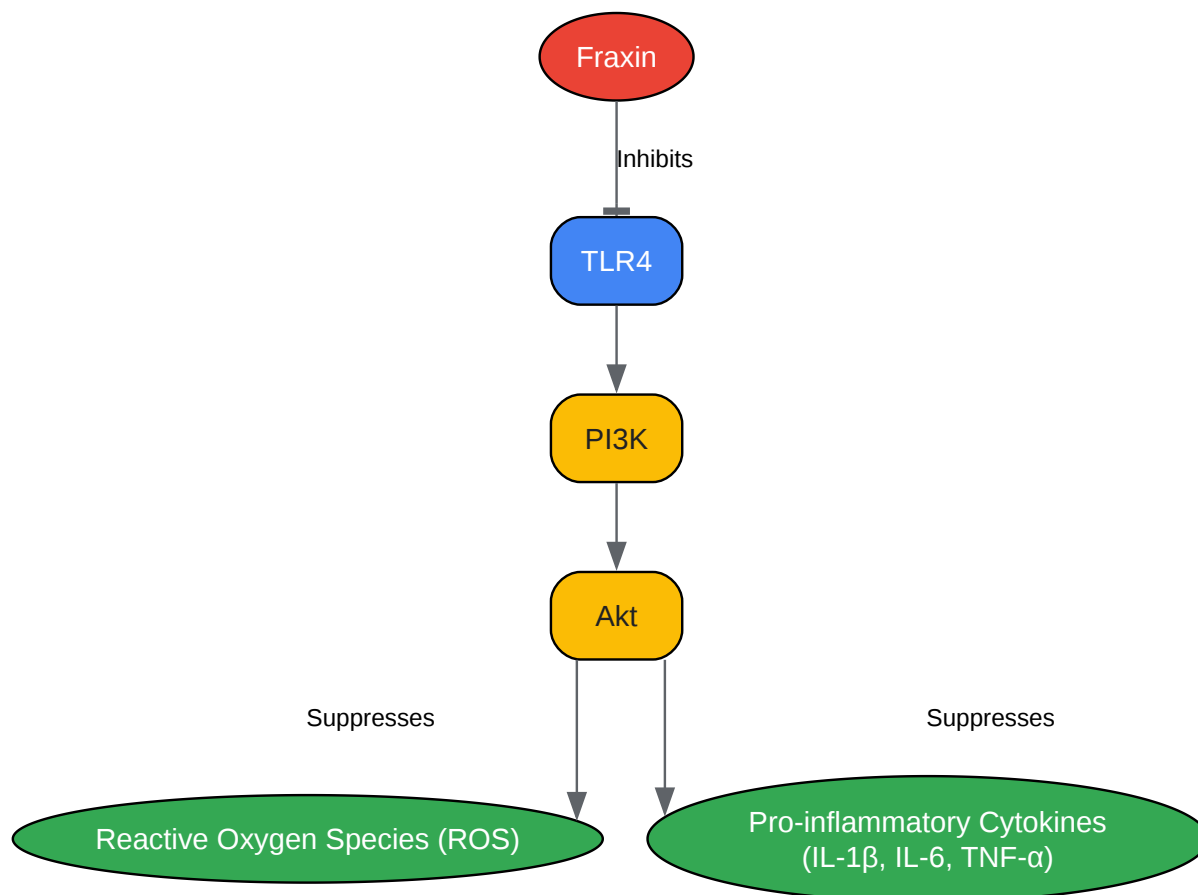 Fraxin
Inhibits
TLR4
PI3K
Akt
Suppresses
Suppresses
Reactive Oxygen Species (ROS)
Pro-inflammatory Cytokines
(IL-1β, IL-6, TNF-α)